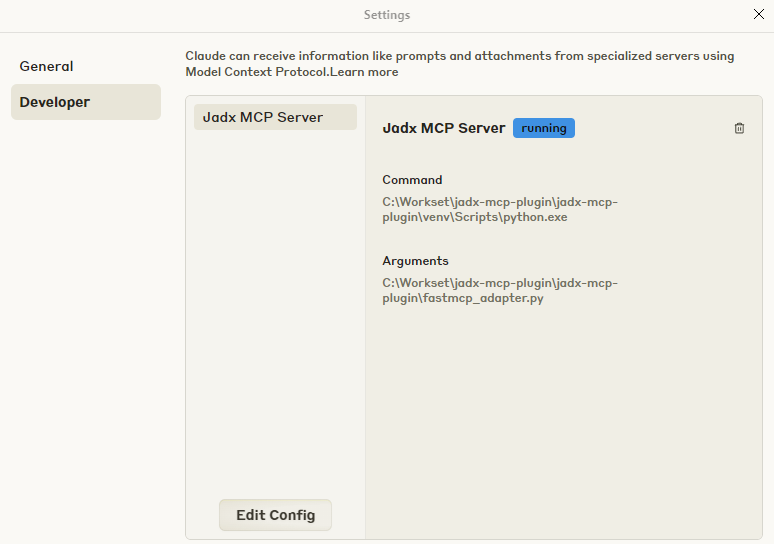 Settings
General
Developer
Claude can receive information like prompts and attachments from specialized servers using
Model Context Protocol.Learn more
Jadx MCP Server
Jadx MCP Server running
Command
C:\Workset\jadx-mcp-plugin\jadx-mcp-
plugin\venv\Scripts\python.exe
Arguments
C:\Workset\jadx-mcp-plugin\jadx-mcp-
plugin\fastmcp_adapter.py
Edit Config